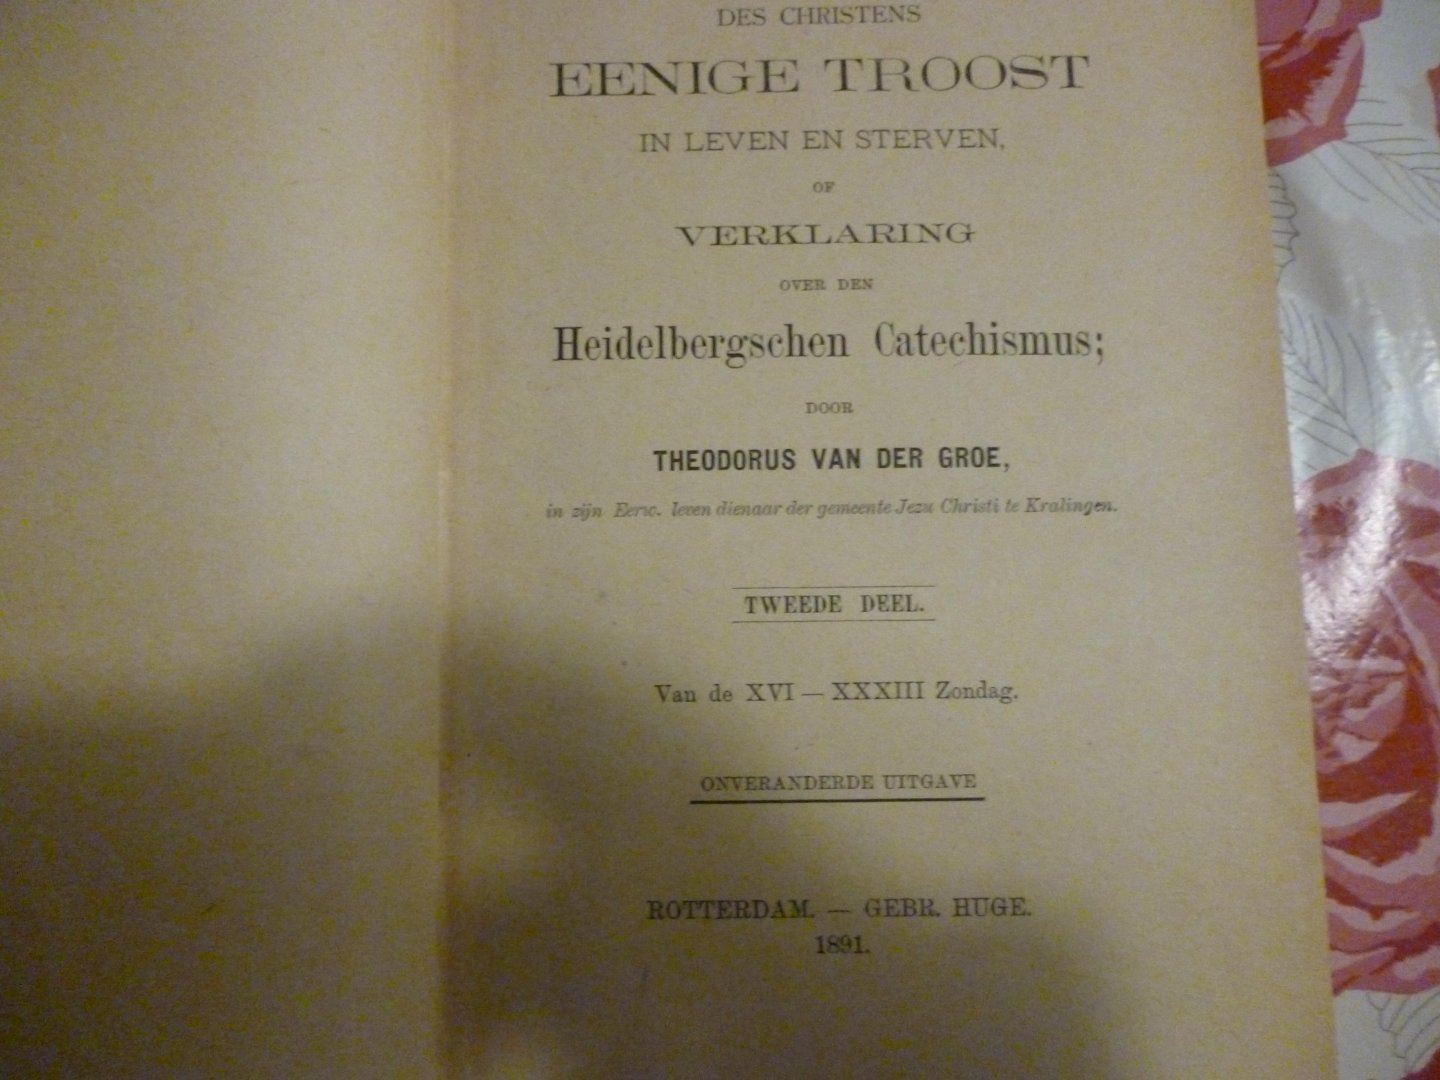 DES CHRISTENS
EENIGE TROOST
IN LEVEN EN STERVEN,
OF
VERKLARING
OVER DEN
Heidelbergschen Catechismus;
DOOR
THEODORUS VAN DER GROE,
in zijn Eerw. leven dienaar der gemeente Jezu Christi te Kralingen.
TWEEDE DEEL.
Van de XVI — XXXIII Zondag.
ONVERANDERDE UITGAVE
ROTTERDAM. — GEBR. HUGE.
1891.